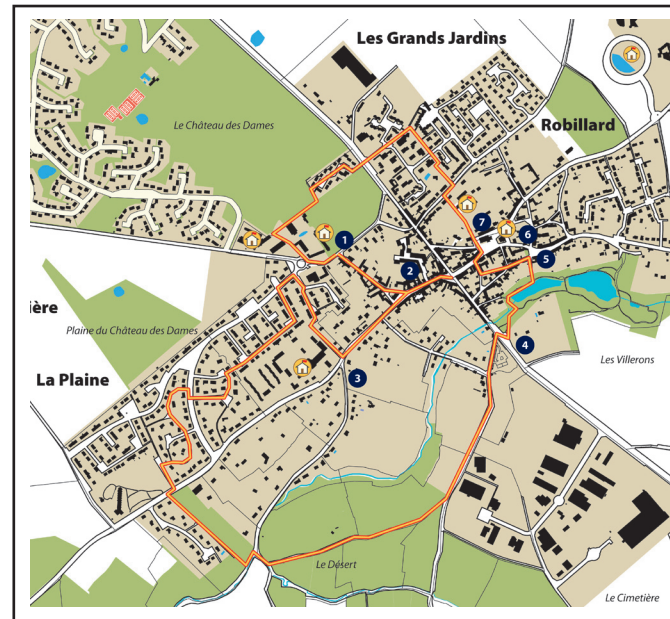 Les Grands Jardins
Le Château des Dames
Robillard
7
6
1
5
2
ière
Plaine du Château des Dames
4
Les Villerons
La Plaine
3
Le Désert
Le Cimetière